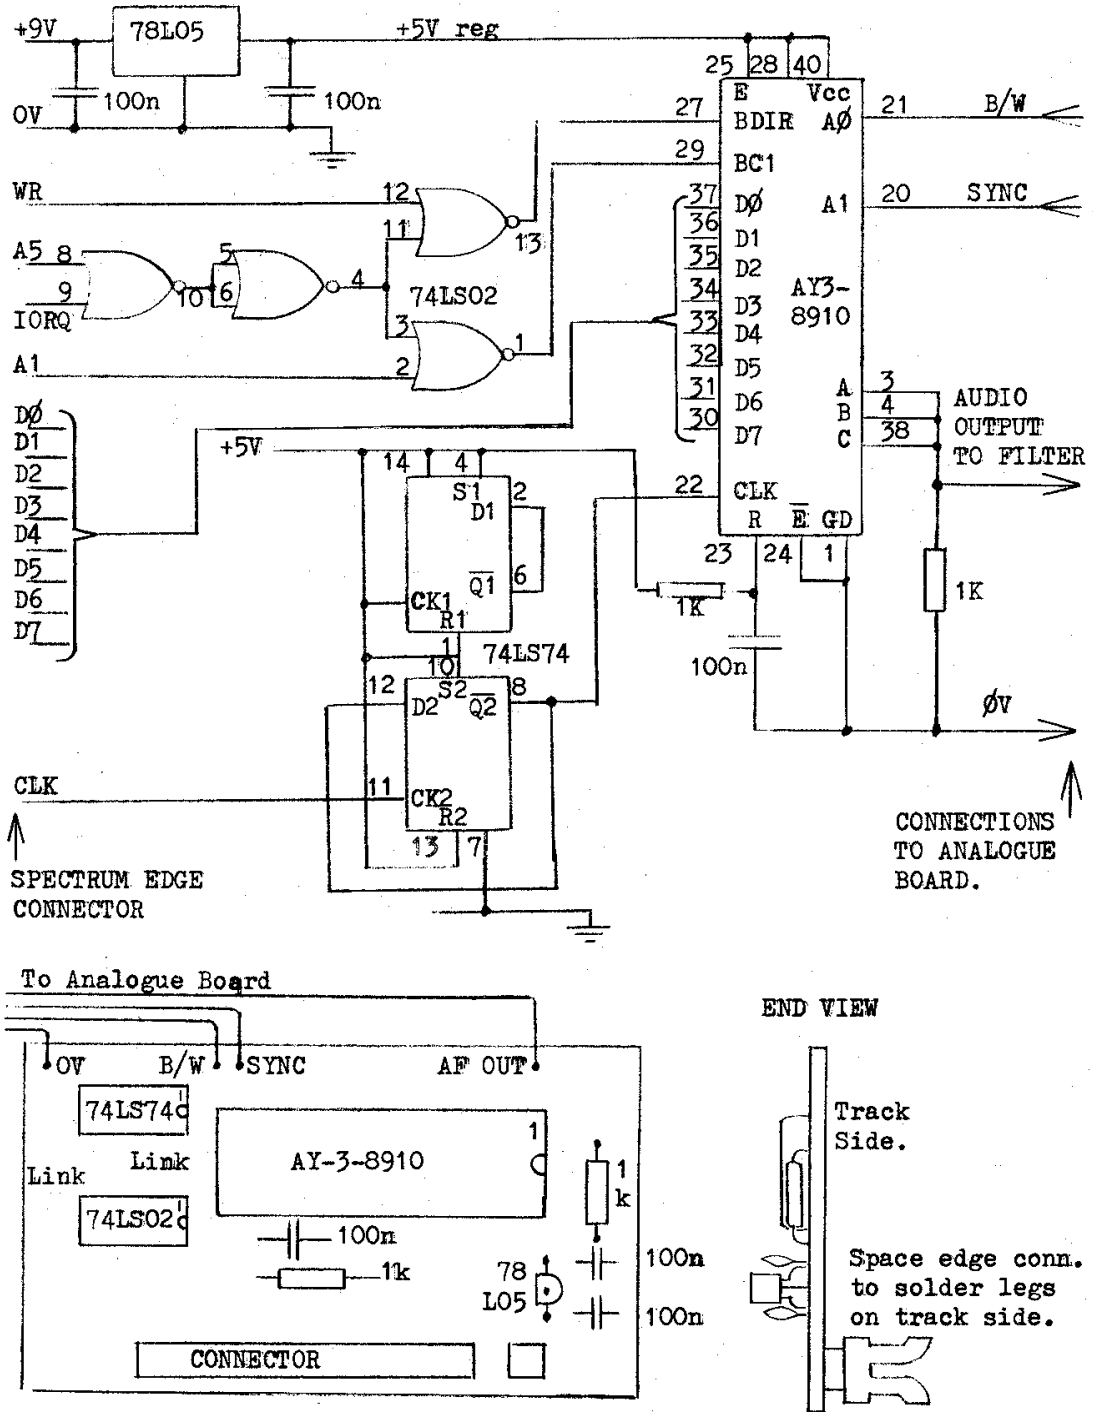 +9V
78L05
+5V reg
100n
100n
0V
25 28 40
E Vcc
27
BDIR
AØ
21
B/W
29
BC1
WR
12
11
13
37
DØ
A1
20
SYNC
36
D1
A5 8
9
IORQ
10
5
6
4
74LS02
35
D2
34
D3
AY3-
8910
33
D4
3
2
1
A1
32
D5
31
D6
30
D7
A
3
B
4
C
38
AUDIO
OUTPUT
TO FILTER
DØ
D1
D2
D3
D4
D5
D6
D7
+5V
14
4
S1
D1
2
Q1
6
CK1
R1
1
74LS74
10
S2
12
D2
Q2
8
22
CLK
R E GD
23 24 1
1K
1K
100n
ØV
CLK
11
CK2
R2
13
7
SPECTRUM EDGE
CONNECTOR
CONNECTIONS
TO ANALOGUE
BOARD.
To Analogue Board
0V
B/W
SYNC
AF OUT
74LS74
1
Link
Link
AY-3-8910
1
74LS02
1
100n
1k
1
k
78
L05
100n
100n
CONNECTOR
END VIEW
Track
Side.
Space edge conn.
to solder legs
on track side.